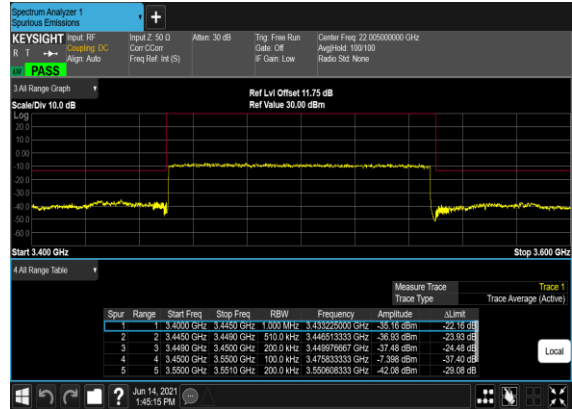 Spectrum Analyzer 1
Spurious Emissions
+
KEYSIGHT Input: RF Input Z: 50 Ω Atten: 30 dB Trig: Free Run Center Freq: 22.005000000 GHz
R T Coupling: DC Corr CCorr Gate: Off Avg|Hold: 100/100
Align: Auto Freq Ref: Int (S) IF Gain: Low Radio Std: None
PASS
3 All Range Graph
Ref Lvl Offset 11.75 dB
Scale/Div 10.0 dB Ref Value 30.00 dBm
Log
20.0
10.0
0.00
-10.0
-20.0
-30.0
-40.0
-50.0
-60.0
Start 3.400 GHz Stop 3.600 GHz
4 All Range Table
Measure Trace Trace 1
Trace Type Trace Average (Active)
Spur Range Start Freq Stop Freq RBW Frequency Amplitude ΔLimit
1 1 3.4000 GHz 3.4450 GHz 1.000 MHz 3.433225000 GHz -35.16 dBm -22.16 dB
2 2 3.4450 GHz 3.4490 GHz 510.0 kHz 3.446513333 GHz -36.93 dBm -23.93 dB
3 3 3.4490 GHz 3.4500 GHz 200.0 kHz 3.449976667 GHz -37.48 dBm -24.48 dB
4 4 3.4500 GHz 3.5500 GHz 100.0 kHz 3.475833333 GHz -7.398 dBm -37.40 dB
5 5 3.5500 GHz 3.5510 GHz 200.0 kHz 3.550608333 GHz -42.08 dBm -29.08 dB
Local
? Jun 14, 2021
1:45:15 PM